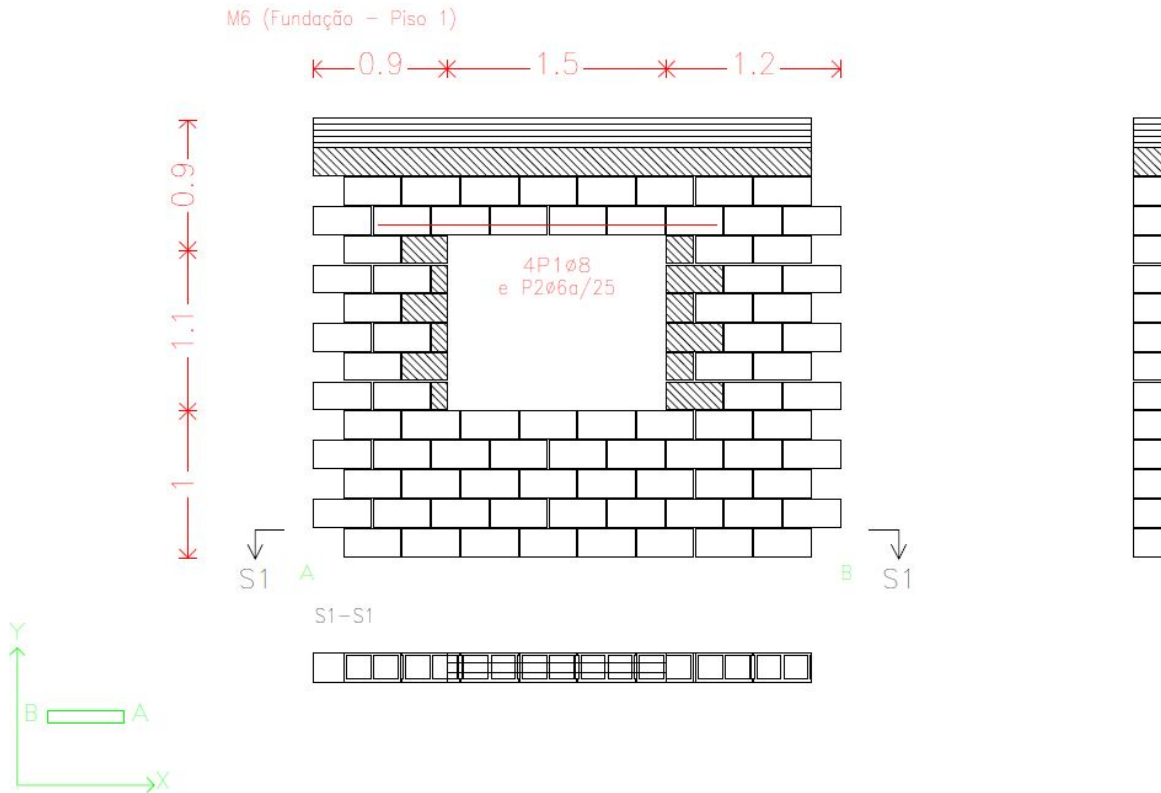 M6 (Fundação - Piso 1)
0.9
1.5
1.2
0.9
1.1
1
4P1ø8
e P2ø6a/25
S1
A
B
S1
S1-S1
Y
B
A
X